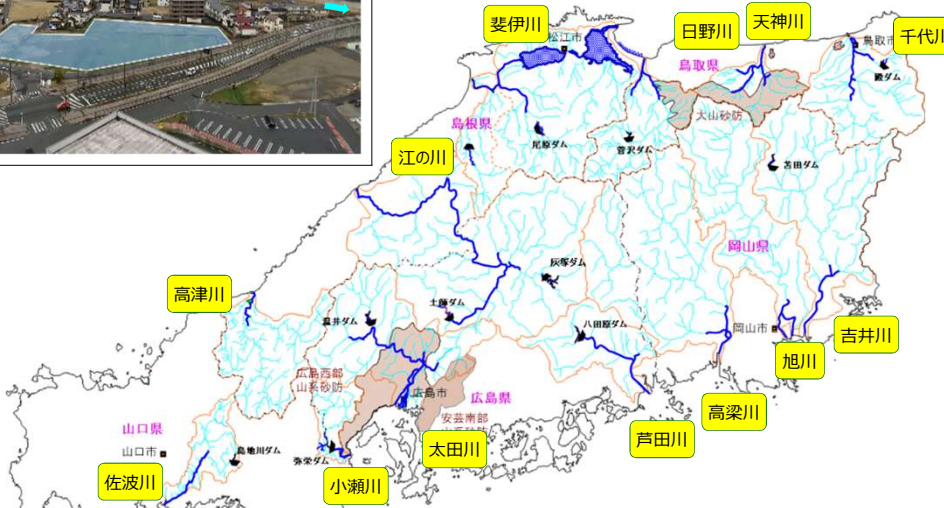 斐伊川
日野川
天神川
千代川
松江市
鳥取市
殿ダム
鳥取県
大山砂防
島根県
尾原ダム
菅沢ダム
苫田ダム
江の川
岡山県
灰塚ダム
高津川
温井ダム
土師ダム
八田原ダム
岡山市
吉井川
旭川
広島西部
山系砂防
広島市
広島県
安芸南部
高梁川
芦田川
太田川
山口県
山口市
島地川ダム
弥栄ダム
小瀬川
佐波川